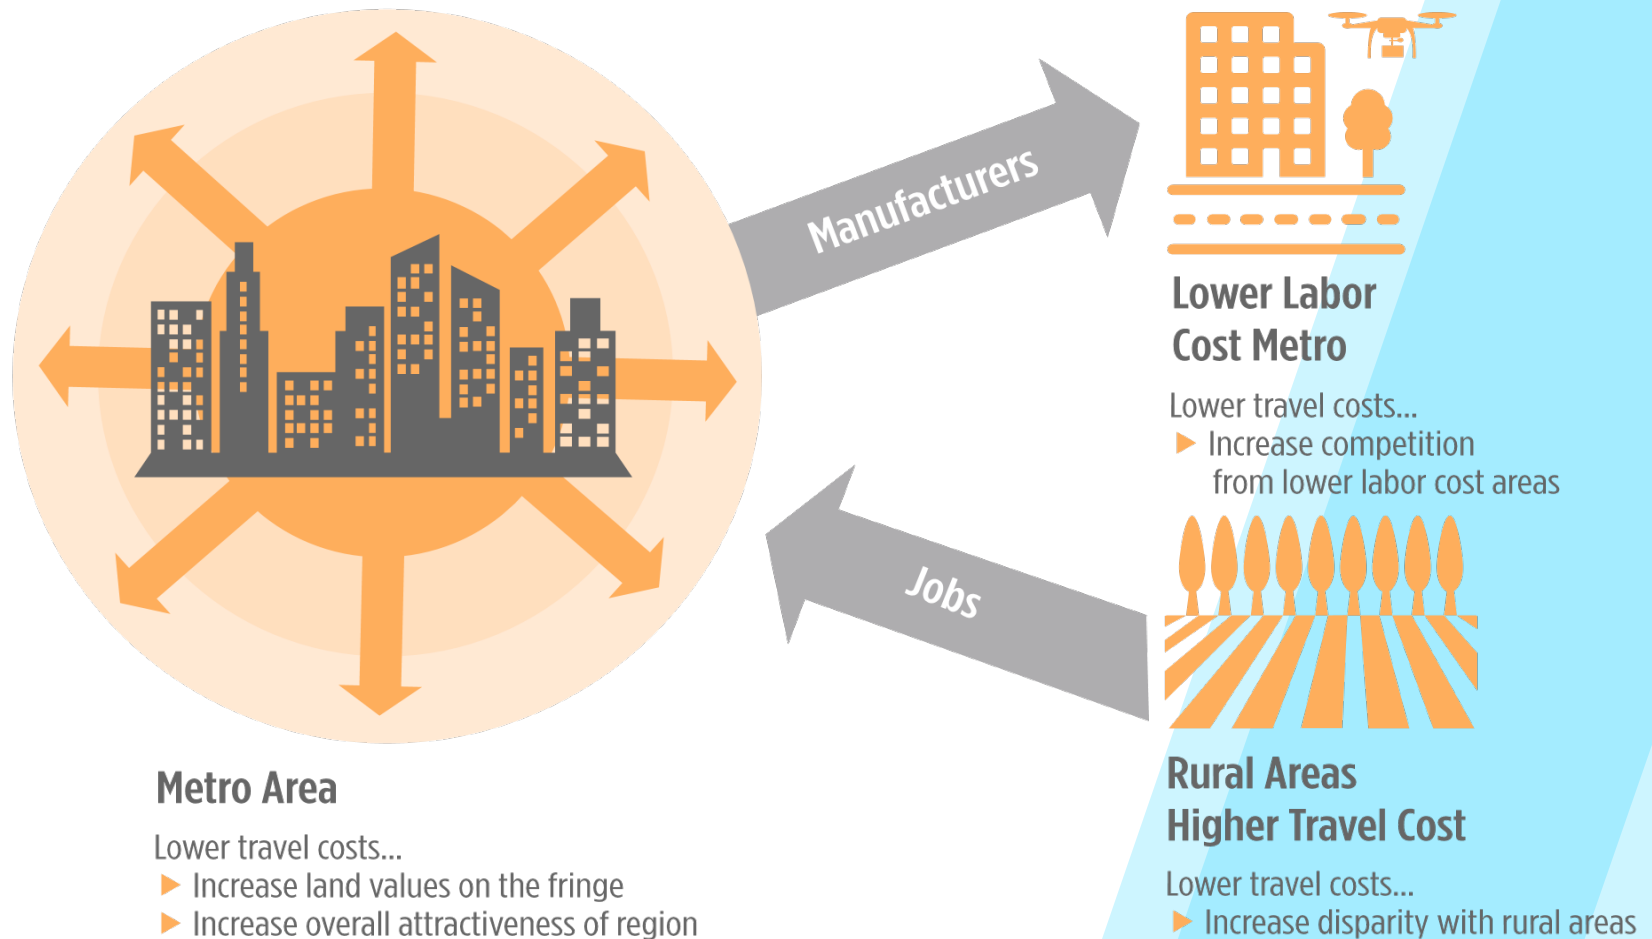 Manufacturers
Lower Labor
Cost Metro
Lower travel costs...
Increase competition
from lower labor cost areas
Jobs
Metro Area
Lower travel costs...
Increase land values on the fringe
Increase overall attractiveness of region
Rural Areas
Higher Travel Cost
Lower travel costs...
Increase disparity with rural areas